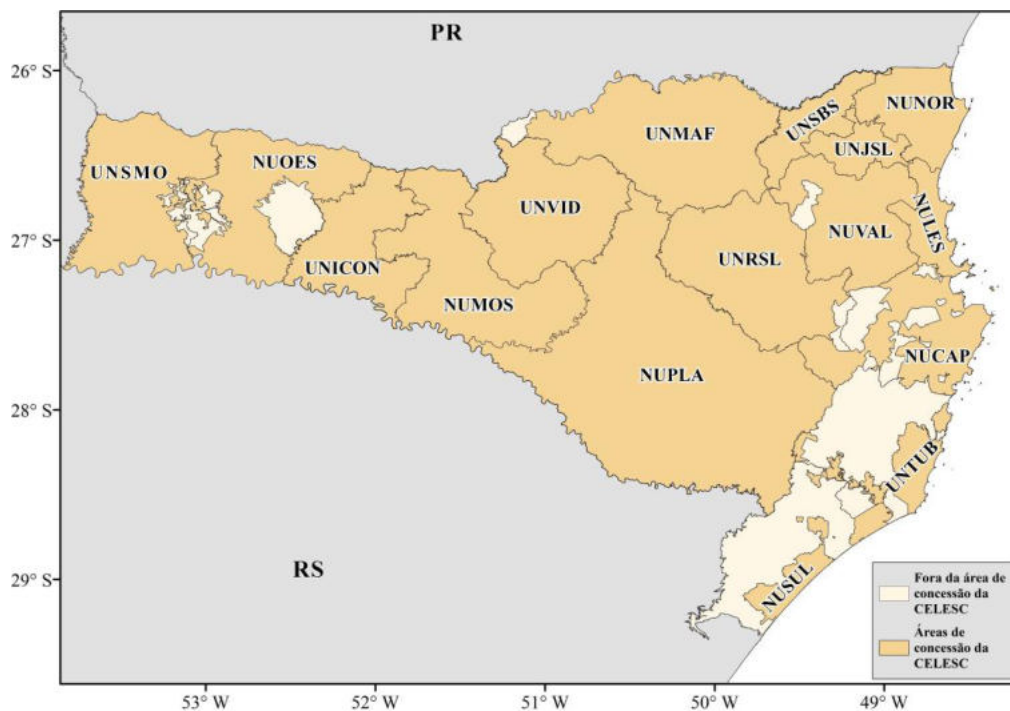 PR
26° S
UNSBS
NUNOR
UNMAF
UNJSL
NUOES
UNSMO
UNVID
NULES
NUVAL
27° S
UNRSL
UNICON
NUMOS
NUCAP
NUPLA
28° S
UNTUB
RS
29° S
NUSUL
Fora da área de
concessão da
CELESC
Áreas de
concessão da
CELESC
53° W
52° W
51° W
50° W
49° W